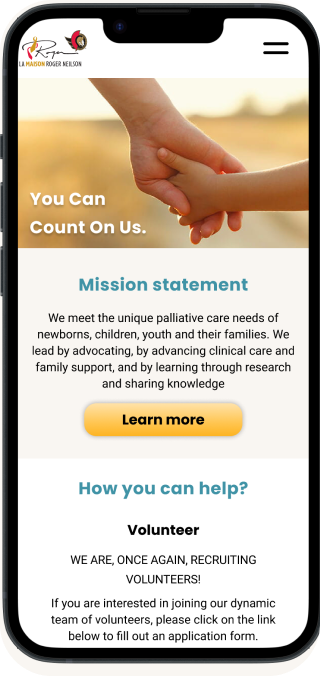 Roger
LA MAISON ROGER NEILSON
You Can
Count On Us.
Mission statement
We meet the unique palliative care needs of
newborns, children, youth and their families. We
lead by advocating, by advancing clinical care and
family support, and by learning through research
and sharing knowledge
Learn more
How you can help?
Volunteer
WE ARE, ONCE AGAIN, RECRUITING
VOLUNTEERS!
If you are interested in joining our dynamic
team of volunteers, please click on the link
below to fill out an application form.